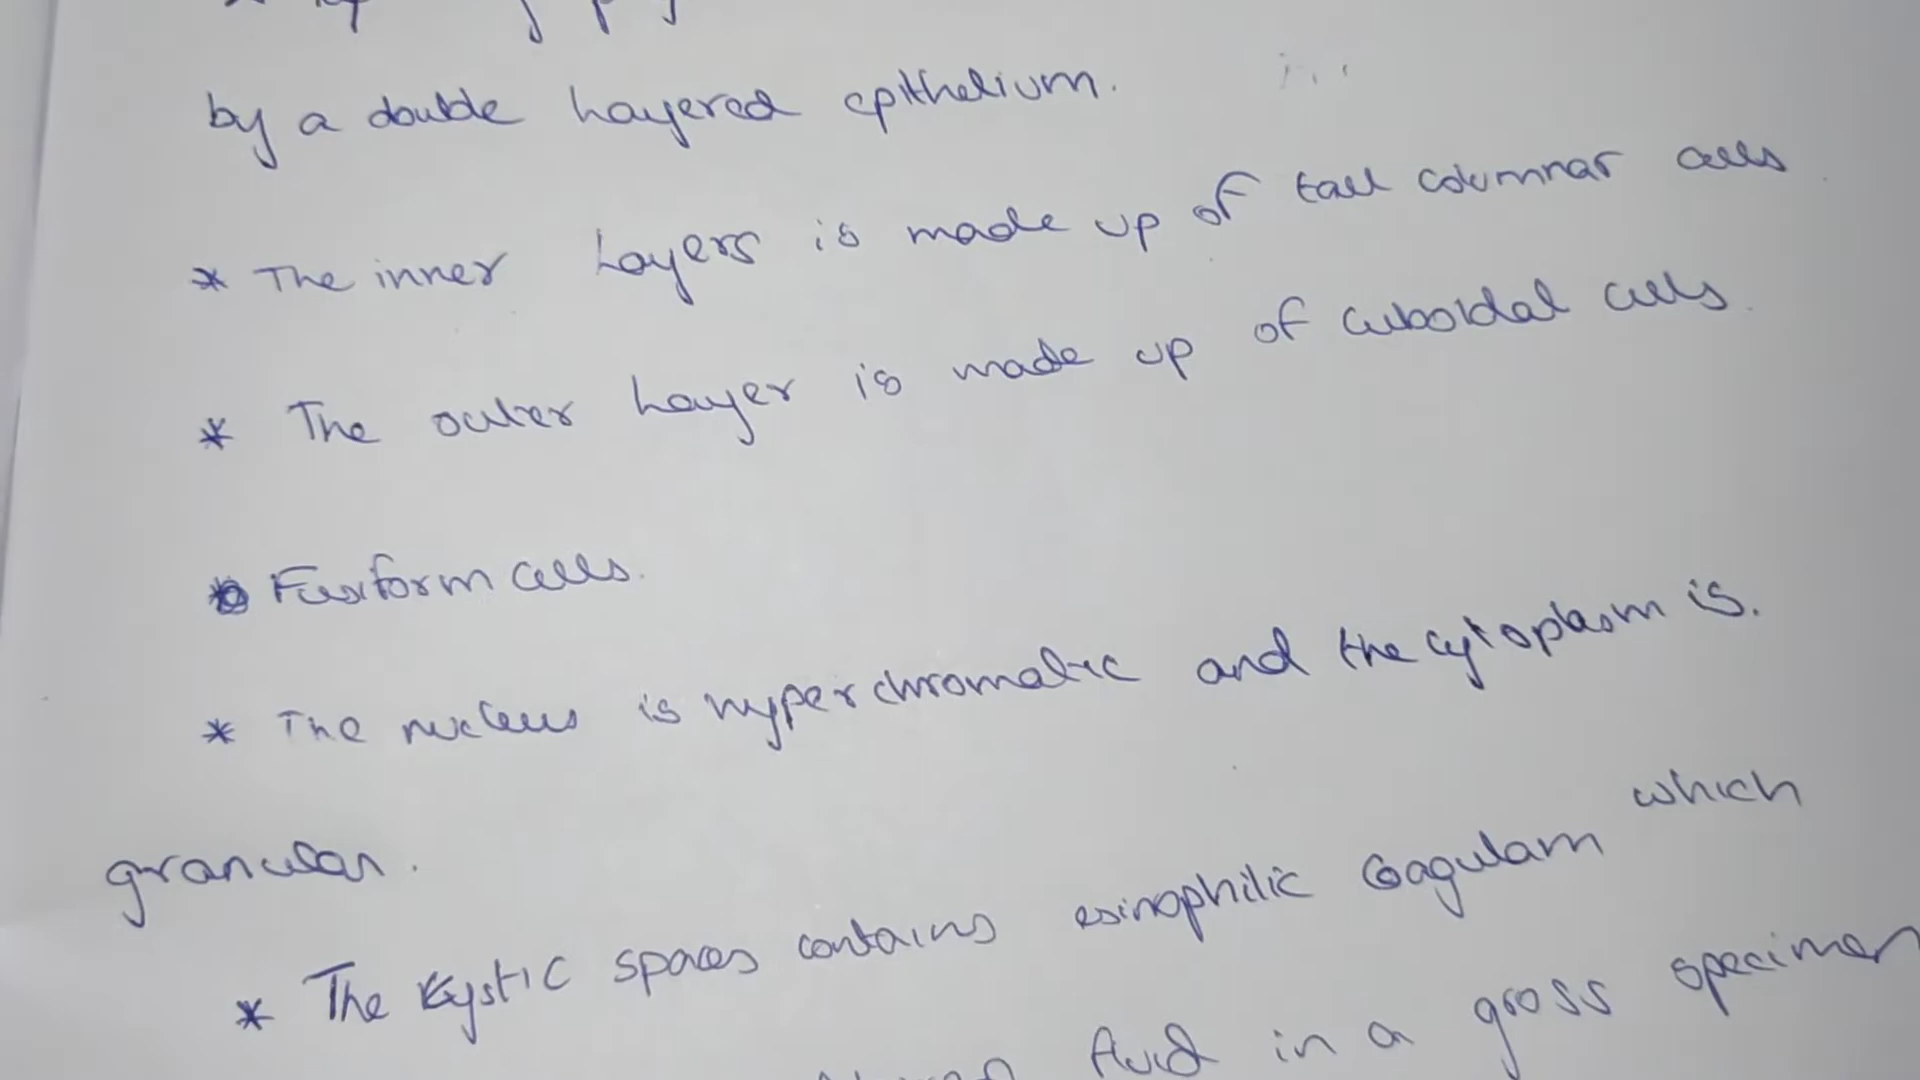 by a double layered epithelium.
* The inner Layers is made up of tall columnar cells
* The outer Layer is made up of cuboidal cells.
* Fusiform cells.
* The nucleus is hyperchromatic and the cytoplasm is.
granular.
* The cystic spaces contains esinophilic Coagulam which
fluid in a gross specimen